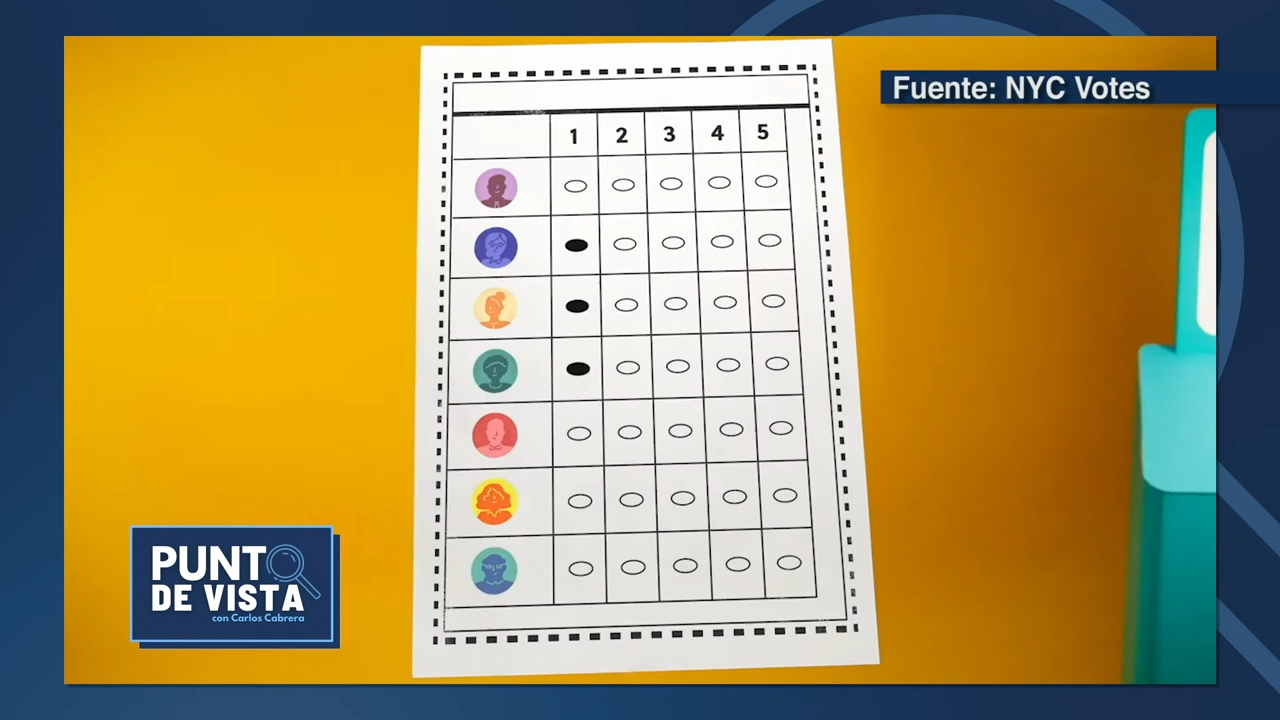 Fuente: NYC Votes
1 2 3 4 5
PUNTO
DE VISTA
con Carlos Cabrera